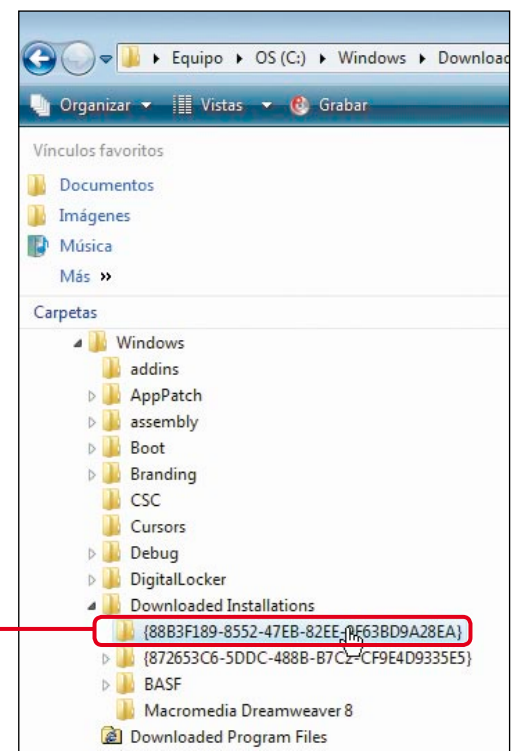 Equipo ▸ OS (C:) ▸ Windows ▸ Downloa
Organizar Vistas Grabar
Vínculos favoritos
Documentos
Imágenes
Música
Más »
Carpetas
Windows
addins
AppPatch
assembly
Boot
Branding
CSC
Cursors
Debug
DigitalLocker
Downloaded Installations
{88B3F189-8552-47EB-82EE-9F63BD9A28EA}
{872653C6-5DDC-488B-B7C2-CF9E4D9335E5}
BASF
Macromedia Dreamweaver 8
Downloaded Program Files